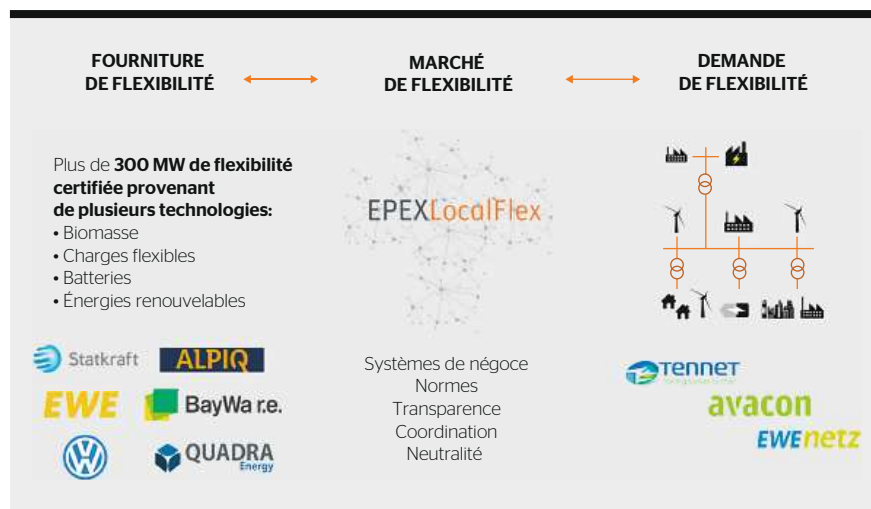 FOURNITURE
DE FLEXIBILITÉ
MARCHÉ
DE FLEXIBILITÉ
DEMANDE
DE FLEXIBILITÉ
Plus de 300 MW de flexibilité
certifiée provenant
de plusieurs technologies:
• Biomasse
• Charges flexibles
• Batteries
• Énergies renouvelables
Statkraft
ALPIQ
EWE
BayWa r.e.
QUADRA
Energy
EPEXLocalFlex
Systèmes de négoce
Normes
Transparence
Coordination
Neutralité
TENNET
avacon
EWEnetz